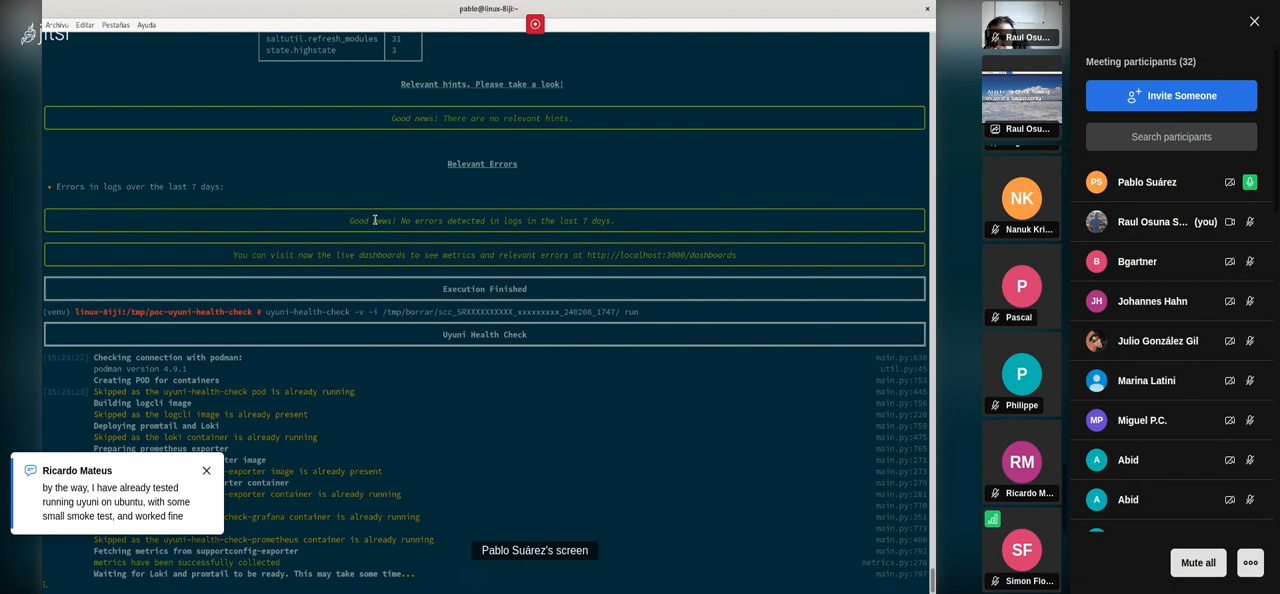 pablo@linux-8iji:~
×
Archivo Editar Pestañas Ayuda
jitsi
saltutil.refresh_modules 31
state.highstate 3
Relevant hints. Please take a look!
Good news! There are no relevant hints.
Relevant Errors
• Errors in logs over the last 7 days:
Good news! No errors detected in logs in the last 7 days.
You can visit now the live dashboards to see metrics and relevant errors at http://localhost:3000/dashboards
Execution Finished
(venv) linux-8iji:/tmp/poc-uyuni-health-check # uyuni-health-check -v -i /tmp/borrar/scc_SRXXXXXXXXXX_xxxxxxxxx_240206_1747/ run
Uyuni Health Check
[15:23:22] Checking connection with podman: main.py:630
podman version 4.9.1 util.py:45
Creating POD for containers main.py:753
[15:23:23] Skipped as the uyuni-health-check pod is already running main.py:445
Building logcli image main.py:756
Skipped as the logcli image is already present main.py:220
Deploying promtail and Loki main.py:759
Skipped as the loki container is already running main.py:475
Preparing prometheus exporter main.py:765
ter image main.py:271
-exporter image is already present main.py:273
rter container main.py:279
-exporter container is already running main.py:281
main.py:770
check-grafana container is already running main.py:351
main.py:773
Skipped as the uyuni-health-check-prometheus container is already running main.py:400
Fetching metrics from supportconfig-exporter main.py:792
metrics have been successfully collected metrics.py:270
Waiting for Loki and promtail to be ready. This may take some time... main.py:797
Ricardo Mateus
by the way, I have already tested
running uyuni on ubuntu, with some
small smoke test, and worked fine
Pablo Suárez's screen
Raul Osu...
Raul Osu...
NK
Nanuk Kri...
P
Pascal
P
Philippe
RM
Ricardo M...
SF
Simon Flo...
Meeting participants (32)
Invite Someone
Search participants
PS Pablo Suárez
Raul Osuna S... (you)
B Bgartner
JH Johannes Hahn
Julio González Gil
Marina Latini
MP Miguel P.C.
A Abid
A Abid
Mute all